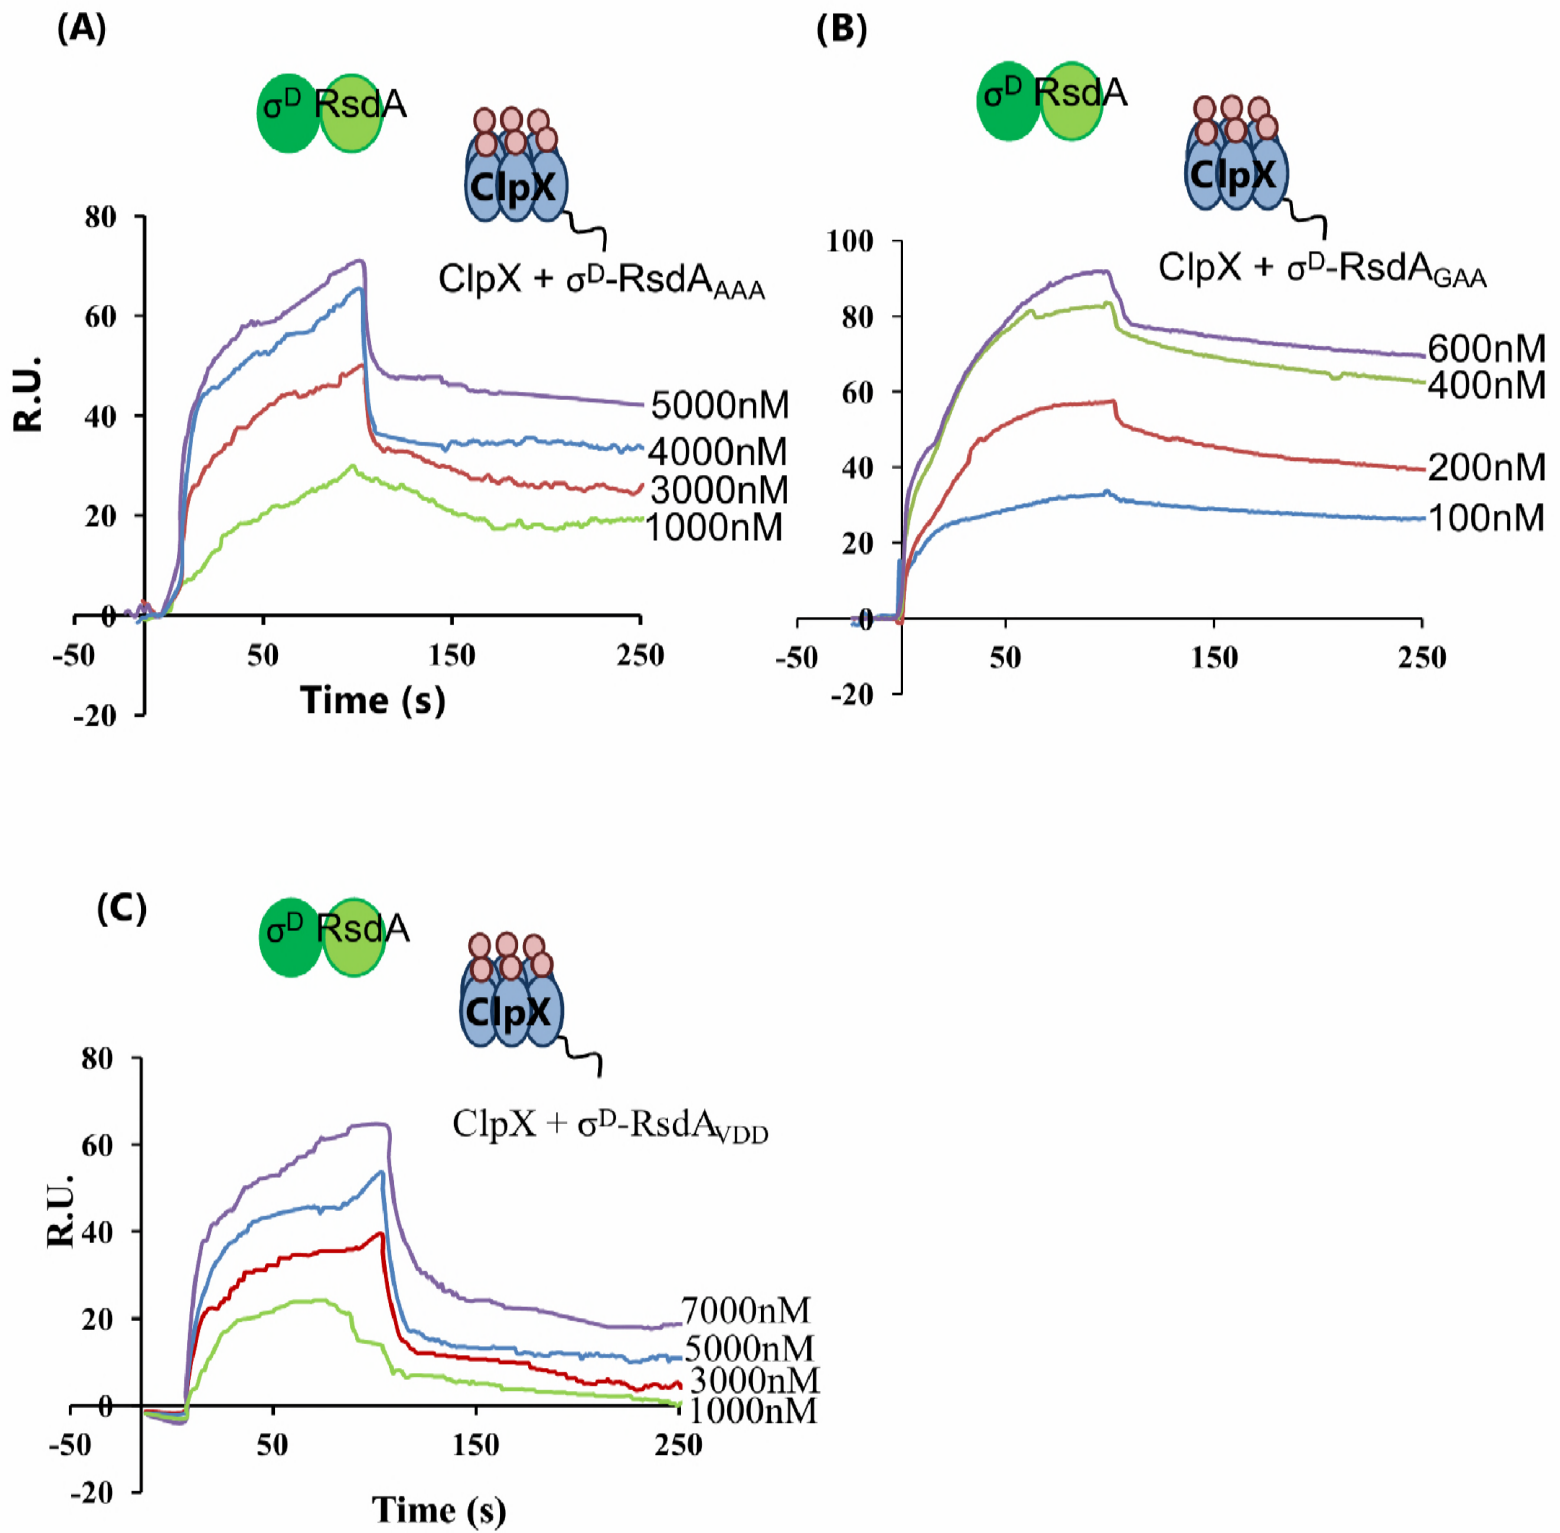 (A)
σD RsdA
ClpX
ClpX + σD-RsdAAAA
80
60
40
20
0
-20
R.U.
-50
50
150
250
Time (s)
5000nM
4000nM
3000nM
1000nM
(B)
σD RsdA
ClpX
ClpX + σD-RsdAGAA
100
80
60
40
20
0
-20
-50
50
150
250
600nM
400nM
200nM
100nM
(C)
σD RsdA
ClpX
ClpX + σD-RsdAVDD
80
60
40
20
0
-20
R.U.
-50
50
150
250
Time (s)
7000nM
5000nM
3000nM
1000nM